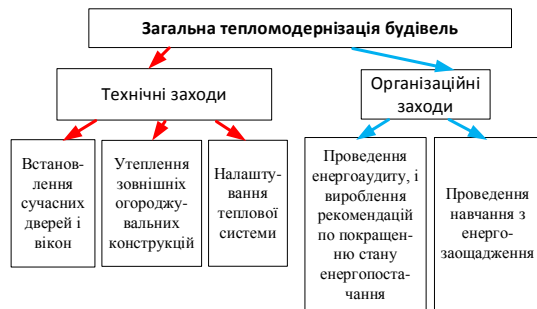 Загальна тепломодернізація будівель
Технічні заходи
Організаційні
заходи
Встанов-
лення
сучасних
дверей і
вікон
Утеплення
зовнішніх
огороджу-
вальних
конструкцій
Налашту-
вання
теплової
системи
Проведення
енергоаудиту, і
вироблення
рекомендацій
по покращен-
ню стану
енергопоста-
чання
Проведення
навчання з
енерго-
заощадження